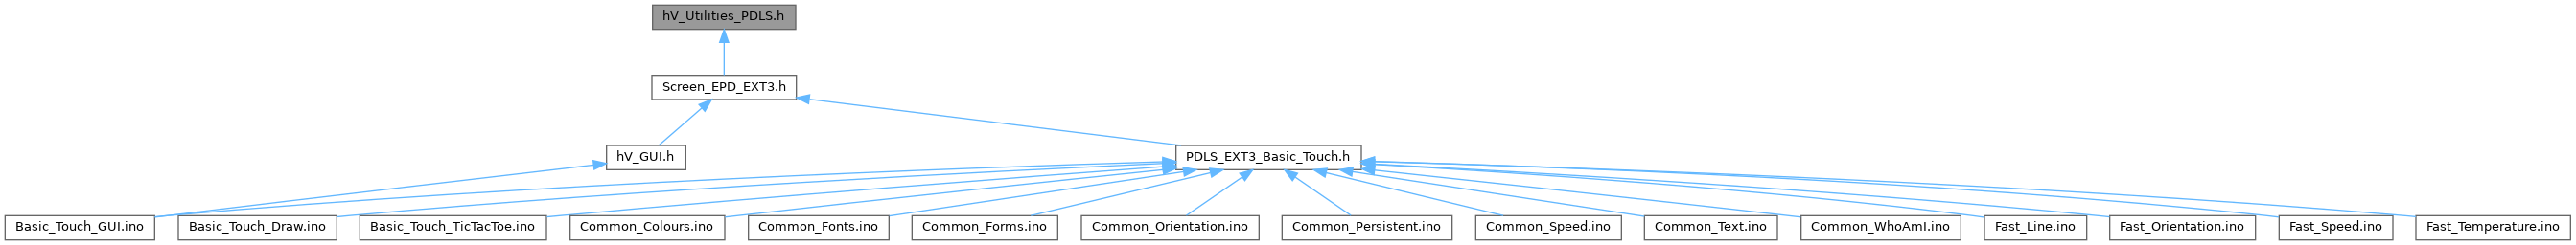 hV_Utilities_PDLS.h
Screen_EPD_EXT3.h
hV_GUI.h
PDLS_EXT3_Basic_Touch.h
Basic_Touch_GUI.ino
Basic_Touch_Draw.ino
Basic_Touch_TicTacToe.ino
Common_Colours.ino
Common_Fonts.ino
Common_Forms.ino
Common_Orientation.ino
Common_Persistent.ino
Common_Speed.ino
Common_Text.ino
Common_WhoAmI.ino
Fast_Line.ino
Fast_Orientation.ino
Fast_Speed.ino
Fast_Temperature.ino